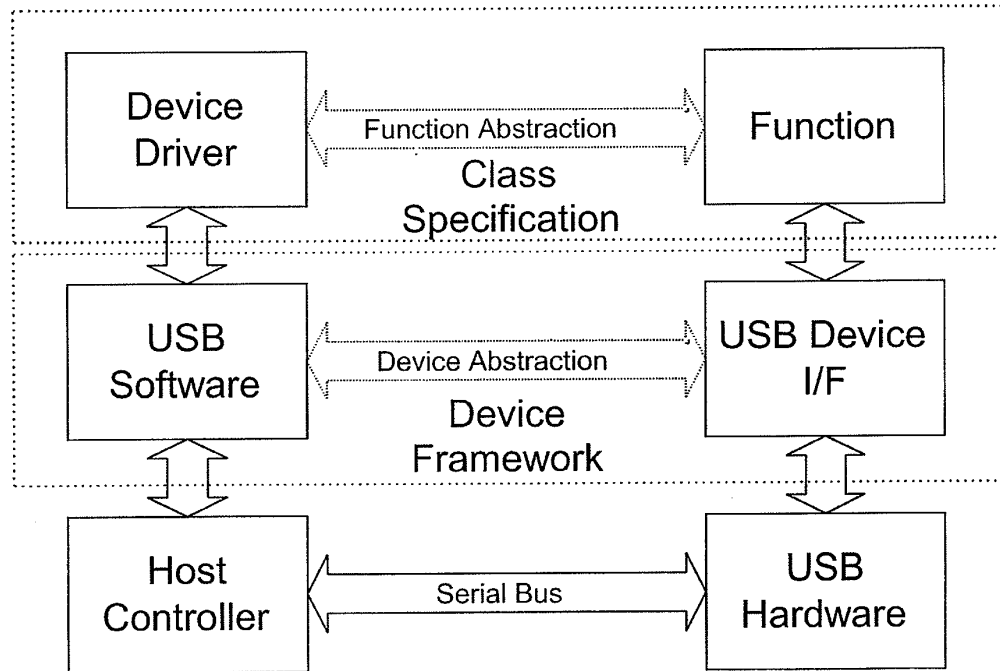 Device
Driver
Function Abstraction
Function
Class
Specification
USB
Software
Device Abstraction
USB Device
I/F
Device
Framework
Host
Controller
Serial Bus
USB
Hardware